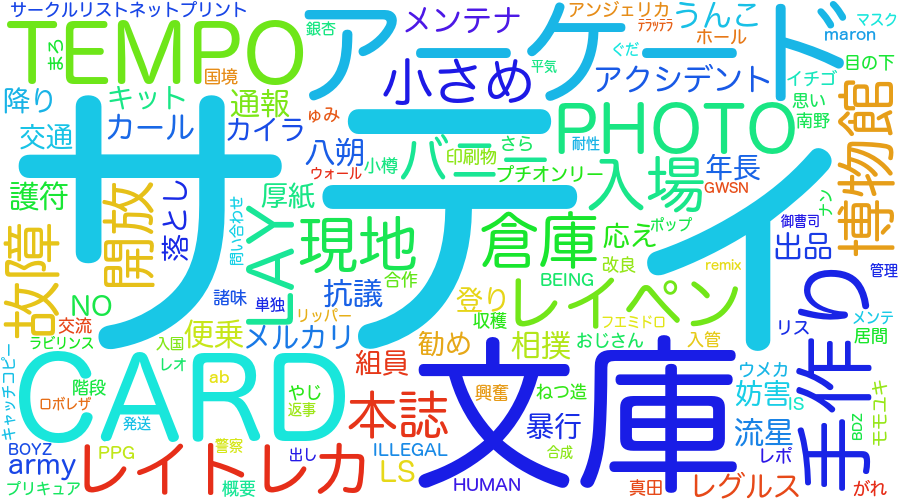 サークルリストネットプリント
銀杏
メンテナ
アンジェリカ
うんこ
マスク
TEMPO
アーケード
ﾃﾗｯﾃﾗ
ホール
maron
まろ
国境
平気
ぐだ
目の下
小さめ
アクシデント
イチゴ
降り
キット
通報
ゅみ
思い
交通
カール
カイラ
八朔
バニー
PHOTO
南野
博物館
サティ
ウォール
小樽
印刷物
さら
耐性
年長
プチオンリー
入場
GWSN
護符
開放
落とし
厚紙
問い合わせ
LAY
現地
倉庫
応え
ポップ
ナン
御曹司
出品
故障
合作
BEING
改良
remix
管理
NO
諸味
単独
抗議
登り
レイペン
手作り
交流
ラビリンス
入国
便乗
リッパー
メルカリ
収穫
フエミドロ
リス
メンテ
キャッチコピー
レオ
組員
勧め
相撲
おじさん
入管
居間
CARD
文庫
階段
ab
やじ
興奮
ねつ造
ウメカ
妨害
IS
モモユキ
ロボレザ
発送
返事
本誌
暴行
流星
BDZ
BOYZ
army
PPG
警察
出し
ILLEGAL
合成
レポ
レイトレカ
LS
プリキュア
概要
HUMAN
真田
レグルス
がれ